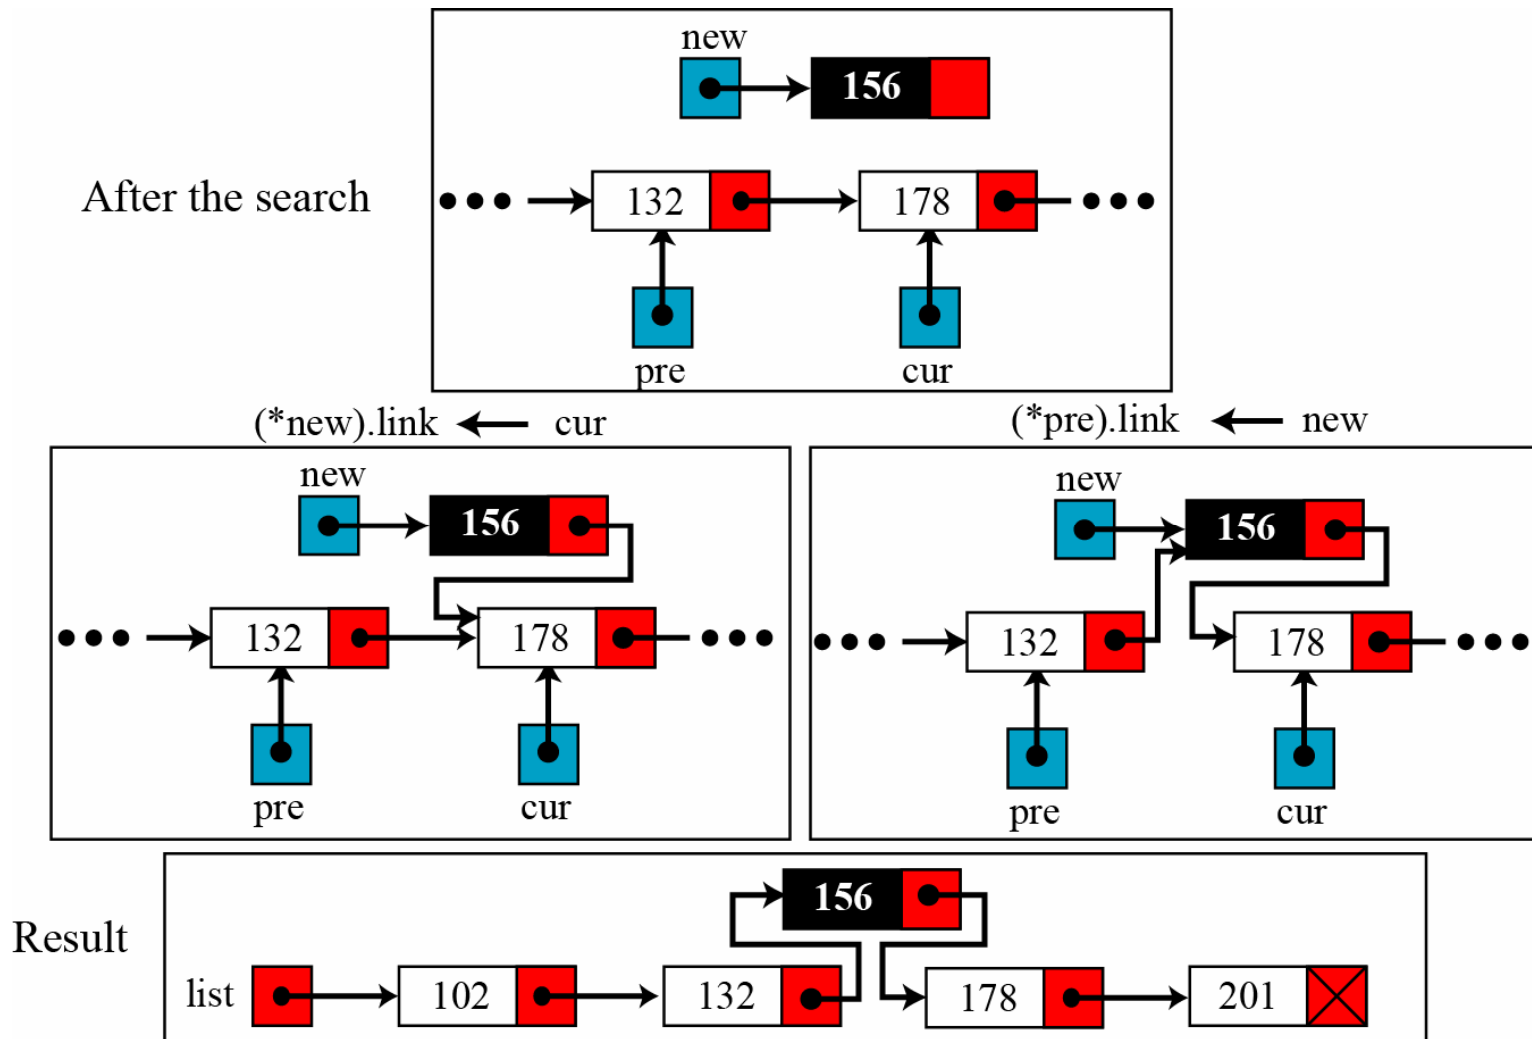 new
156
After the search
132 178
pre cur
(*new).link cur
(*pre).link new
new
156
132 178
pre cur
new
156
132 178
pre cur
Result
156
list 102 132 178 201